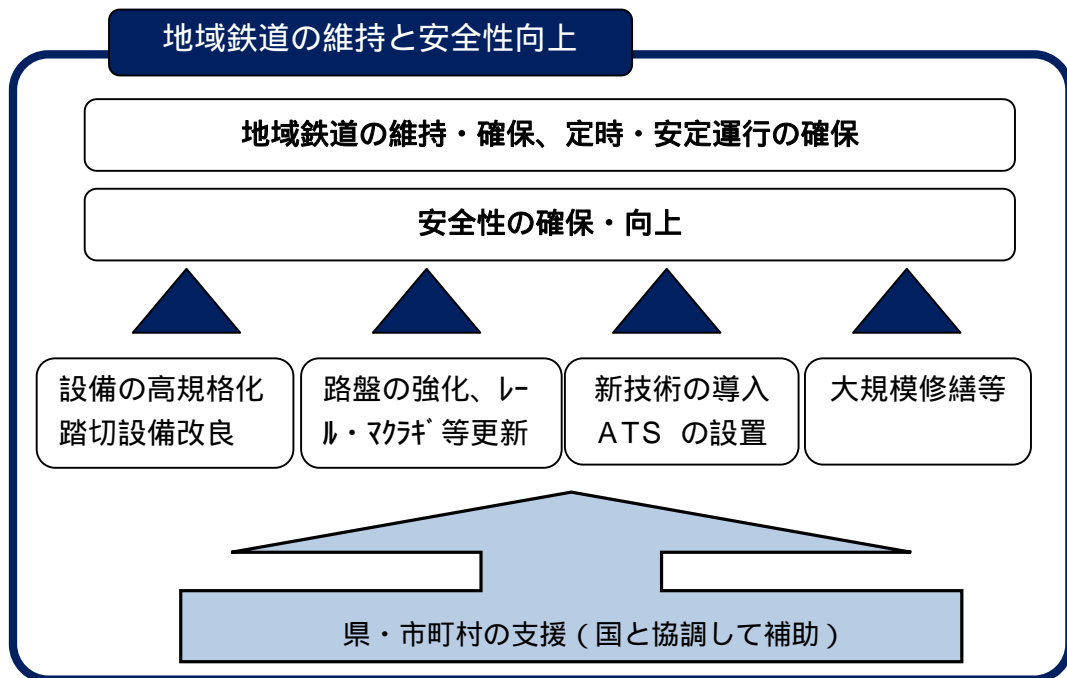 地域鉄道の維持と安全性向上
地域鉄道の維持・確保、定時・安定運行の確保
安全性の確保・向上
設備の高規格化
踏切設備改良
路盤の強化、ﾚｰ
ﾙ・ﾏｸﾗｷﾞ等更新
新技術の導入
ATS の設置
大規模修繕等
県・市町村の支援（国と協調して補助）